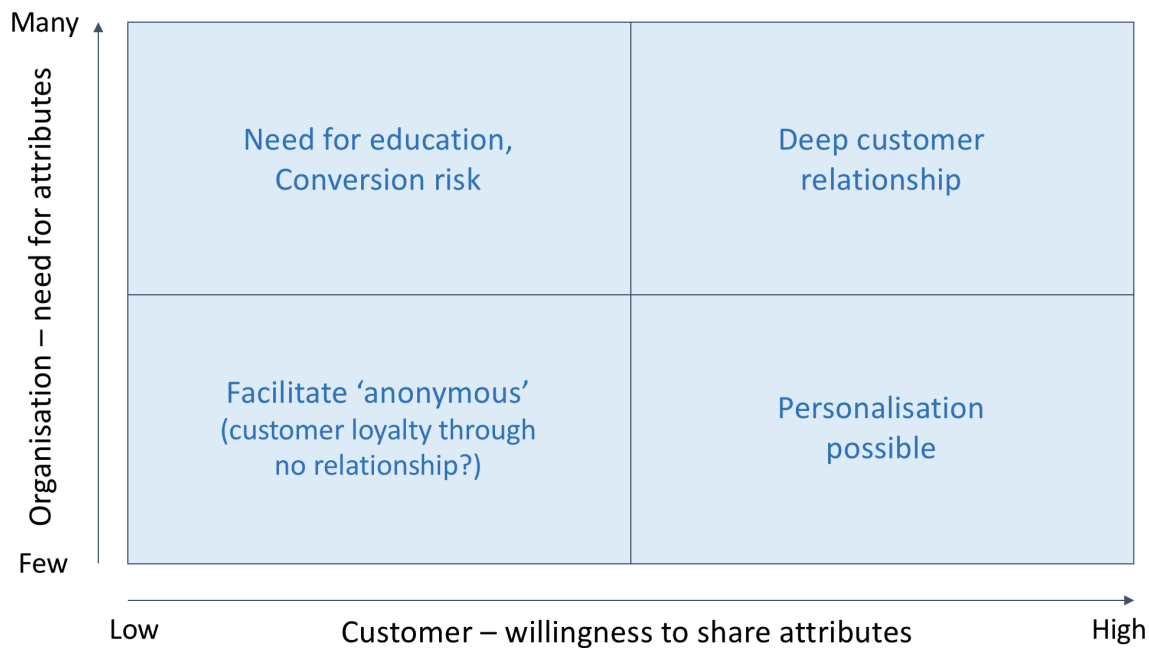 Many
Organisation – need for attributes
Need for education,
Conversion risk
Deep customer
relationship
Facilitate ‘anonymous’
(customer loyalty through
no relationship?)
Personalisation
possible
Few
Low
Customer – willingness to share attributes
High